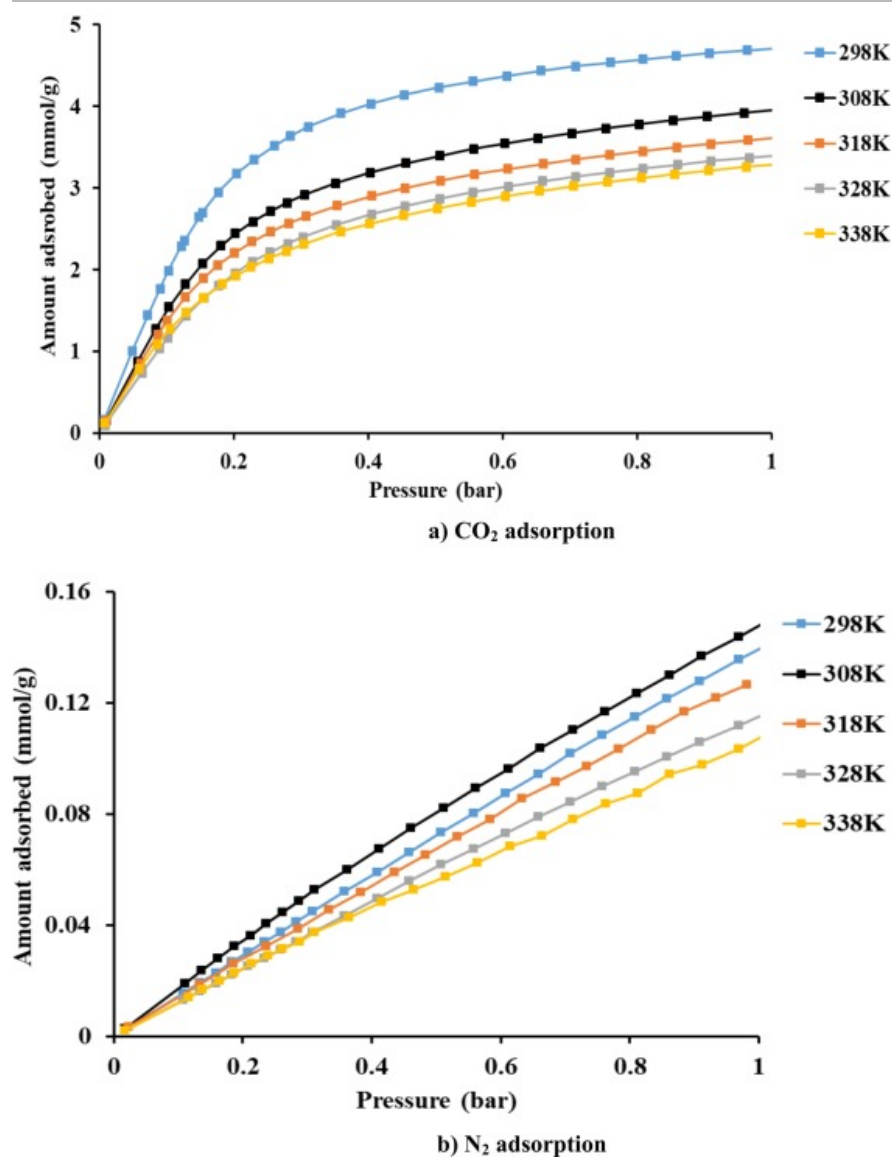 5
4
3
2
1
0
Amount adsrobed (mmol/g)
0 0.2 0.4 0.6 0.8 1
Pressure (bar)
298K
308K
318K
328K
338K
a) CO₂ adsorption
0.16
0.12
0.08
0.04
0
Amount adsorbed (mmol/g)
0 0.2 0.4 0.6 0.8 1
Pressure (bar)
298K
308K
318K
328K
338K
b) N₂ adsorption